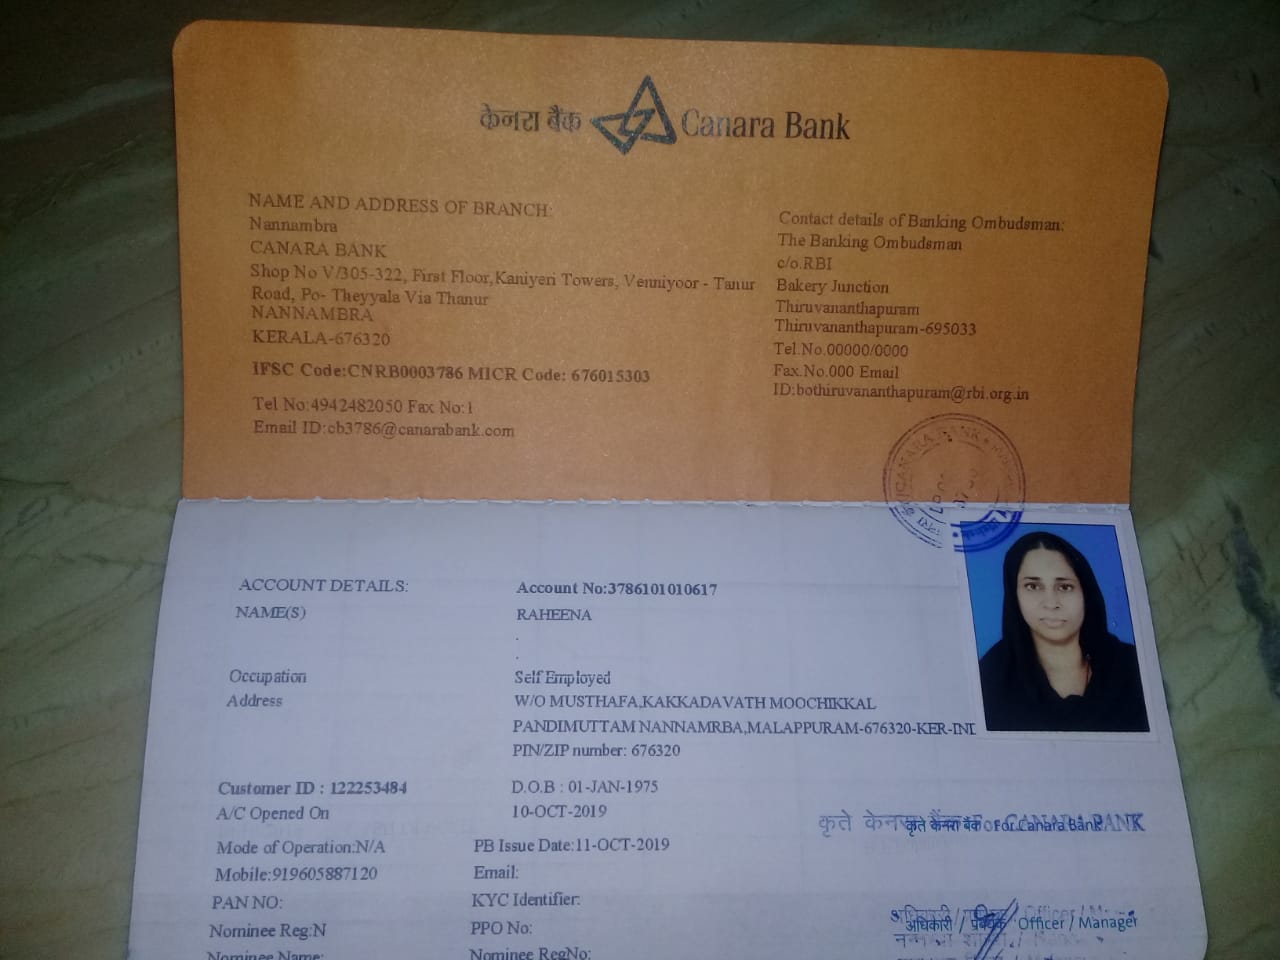 केनरा बैंक Canara Bank
NAME AND ADDRESS OF BRANCH:
Nannambra
CANARA BANK
Shop No V/305-322, First Floor,Kaniyeri Towers, Venniyoor - Tanur
Road, Po- Theyyala Via Thanur
NANNAMBRA
KERALA-676320
IFSC Code:CNRB0003786 MICR Code: 676015303
Tel No:4942482050 Fax No:1
Email ID:cb3786@canarabank.com
Contact details of Banking Ombudsman:
The Banking Ombudsman
c/o.RBI
Bakery Junction
Thiruvananthapuram
Thiruvananthapuram-695033
Tel.No.00000/0000
Fax.No.000 Email
ID:bothiruvananthapuram@rbi.org.in
CANARA BANK
ACCOUNT DETAILS: Account No:3786101010617
NAME(S) RAHEENA
.
.
Occupation Self Employed
Address W/O MUSTHAFA,KAKKADAVATH MOOCHIKKAL
PANDIMUTTAM NANNAMRBA,MALAPPURAM-676320-KER-IND
PIN/ZIP number: 676320
Customer ID : 122253484 D.O.B : 01-JAN-1975
A/C Opened On 10-OCT-2019
Mode of Operation:N/A PB Issue Date:11-OCT-2019
Mobile:919605887120 Email:
PAN NO: KYC Identifier:
Nominee Reg:N PPO No:
Nominee Name: Nominee RegNo:
कृते केनरा बैंक For CANARA BANK
कृते केनरा बैंक For Canara Bank
अधिकारी / प्रबंधक Officer / Manager